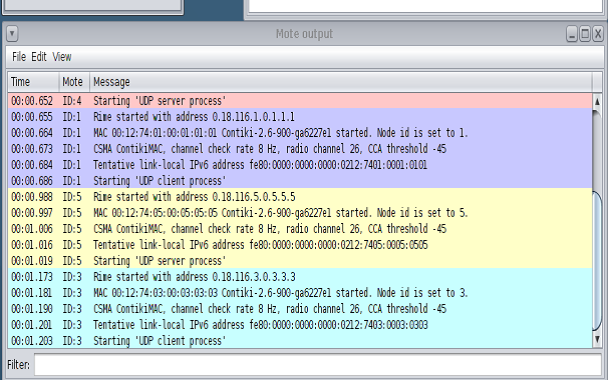 Mote output
File Edit View
Time Mote Message
00:00.652 ID:4 Starting 'UDP server process'
00:00.655 ID:1 Rime started with address 0.18.116.1.0.1.1.1
00:00.664 ID:1 MAC 00:12:74:01:00:01:01:01 Contiki-2.6-900-ga6227e1 started. Node id is set to 1.
00:00.673 ID:1 CSMA ContikiMAC, channel check rate 8 Hz, radio channel 26, CCA threshold -45
00:00.684 ID:1 Tentative link-local IPv6 address fe80:0000:0000:0000:0212:7401:0001:0101
00:00.686 ID:1 Starting 'UDP client process'
00:00.988 ID:5 Rime started with address 0.18.116.5.0.5.5.5
00:00.997 ID:5 MAC 00:12:74:05:00:05:05:05 Contiki-2.6-900-ga6227e1 started. Node id is set to 5.
00:01.006 ID:5 CSMA ContikiMAC, channel check rate 8 Hz, radio channel 26, CCA threshold -45
00:01.016 ID:5 Tentative link-local IPv6 address fe80:0000:0000:0000:0212:7405:0005:0505
00:01.019 ID:5 Starting 'UDP server process'
00:01.173 ID:3 Rime started with address 0.18.116.3.0.3.3.3
00:01.181 ID:3 MAC 00:12:74:03:00:03:03:03 Contiki-2.6-900-ga6227e1 started. Node id is set to 3.
00:01.190 ID:3 CSMA ContikiMAC, channel check rate 8 Hz, radio channel 26, CCA threshold -45
00:01.201 ID:3 Tentative link-local IPv6 address fe80:0000:0000:0000:0212:7403:0003:0303
00:01.203 ID:3 Starting 'UDP client process'
Filter: